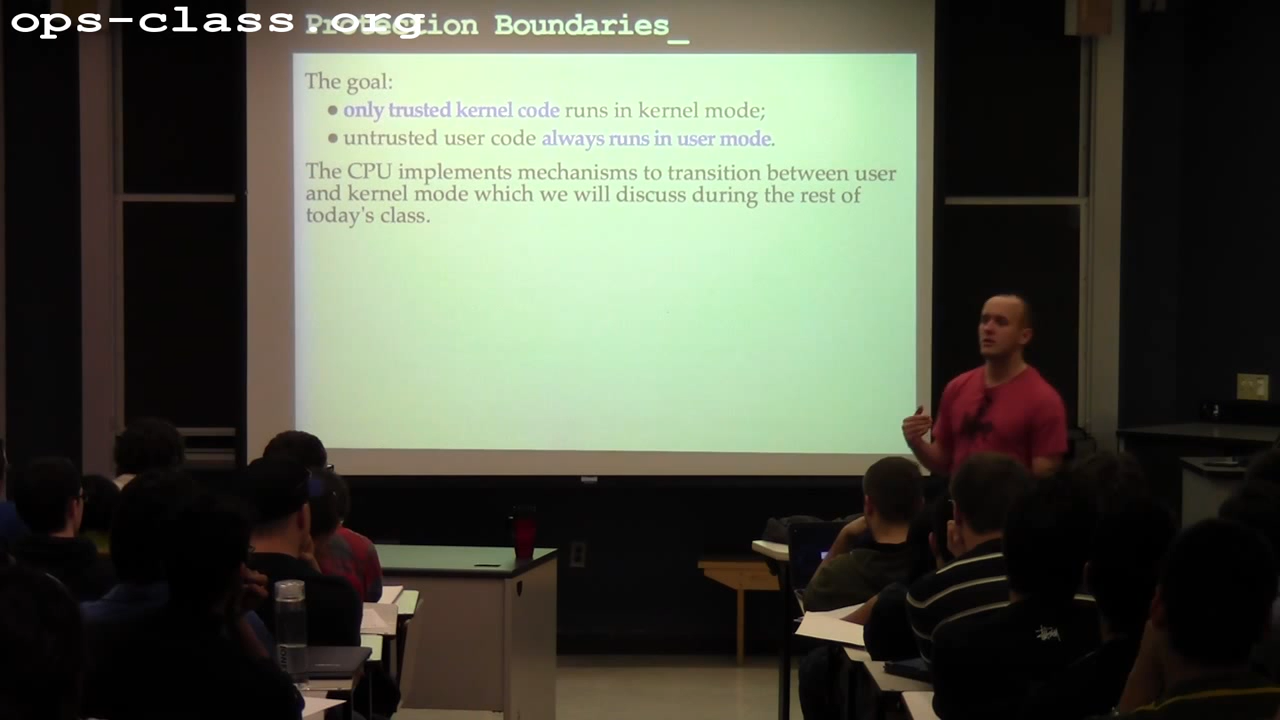 ops-class.org
Protection Boundaries_
The goal:
● only trusted kernel code runs in kernel mode;
● untrusted user code always runs in user mode.
The CPU implements mechanisms to transition between user
and kernel mode which we will discuss during the rest of
today's class.